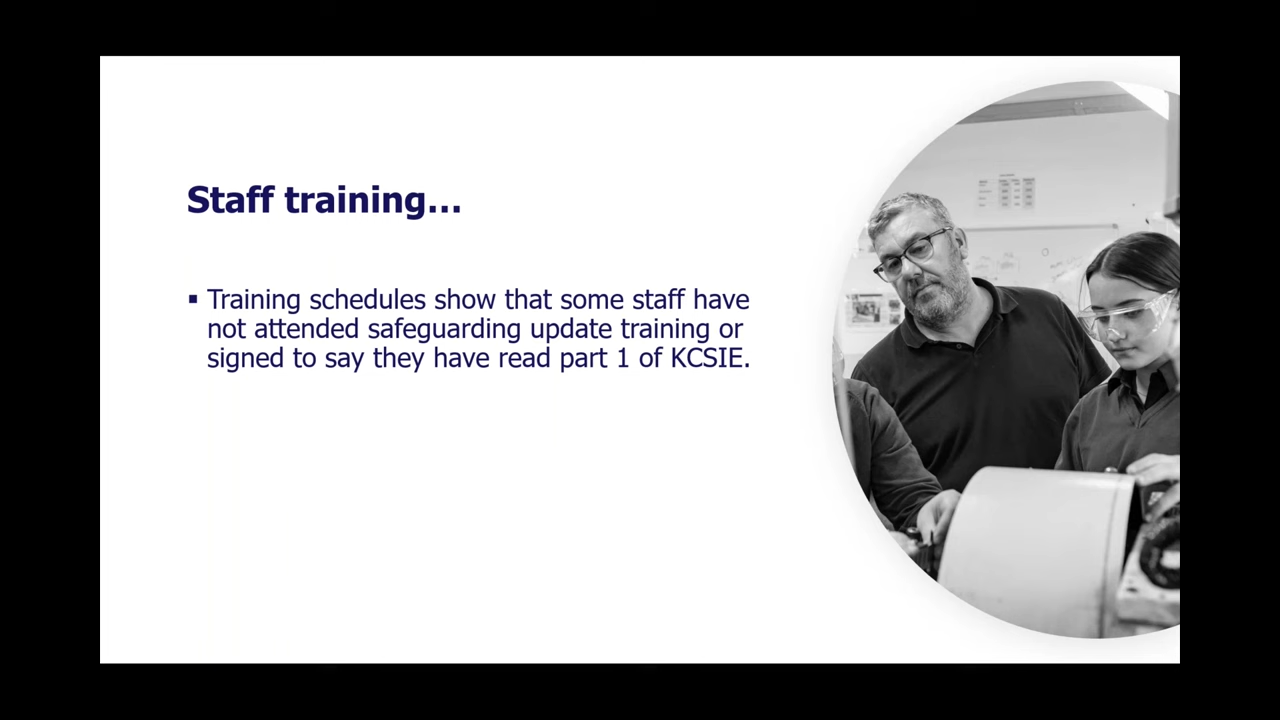 Staff training...
▪ Training schedules show that some staff have
not attended safeguarding update training or
signed to say they have read part 1 of KCSIE.